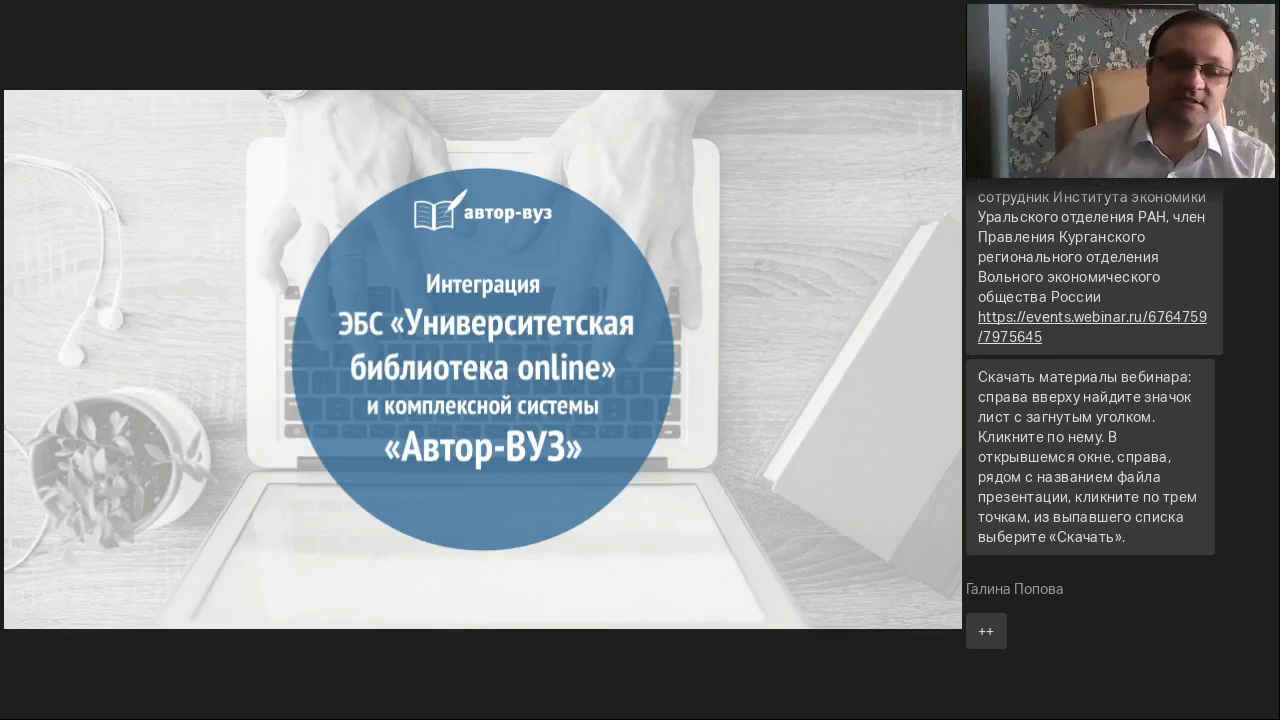 автор-вуз
Интеграция
ЭБС «Университетская
библиотека online»
и комплексной системы
«Автор-ВУЗ»
сотрудник Института экономики
Уральского отделения РАН, член
Правления Курганского
регионального отделения
Вольного экономического
общества России
https://events.webinar.ru/6764759
/7975645
Скачать материалы вебинара:
справа вверху найдите значок
лист с загнутым уголком.
Кликните по нему. В
открывшемся окне, справа,
рядом с названием файла
презентации, кликните по трем
точкам, из выпавшего списка
выберите «Скачать».
Галина Попова
++